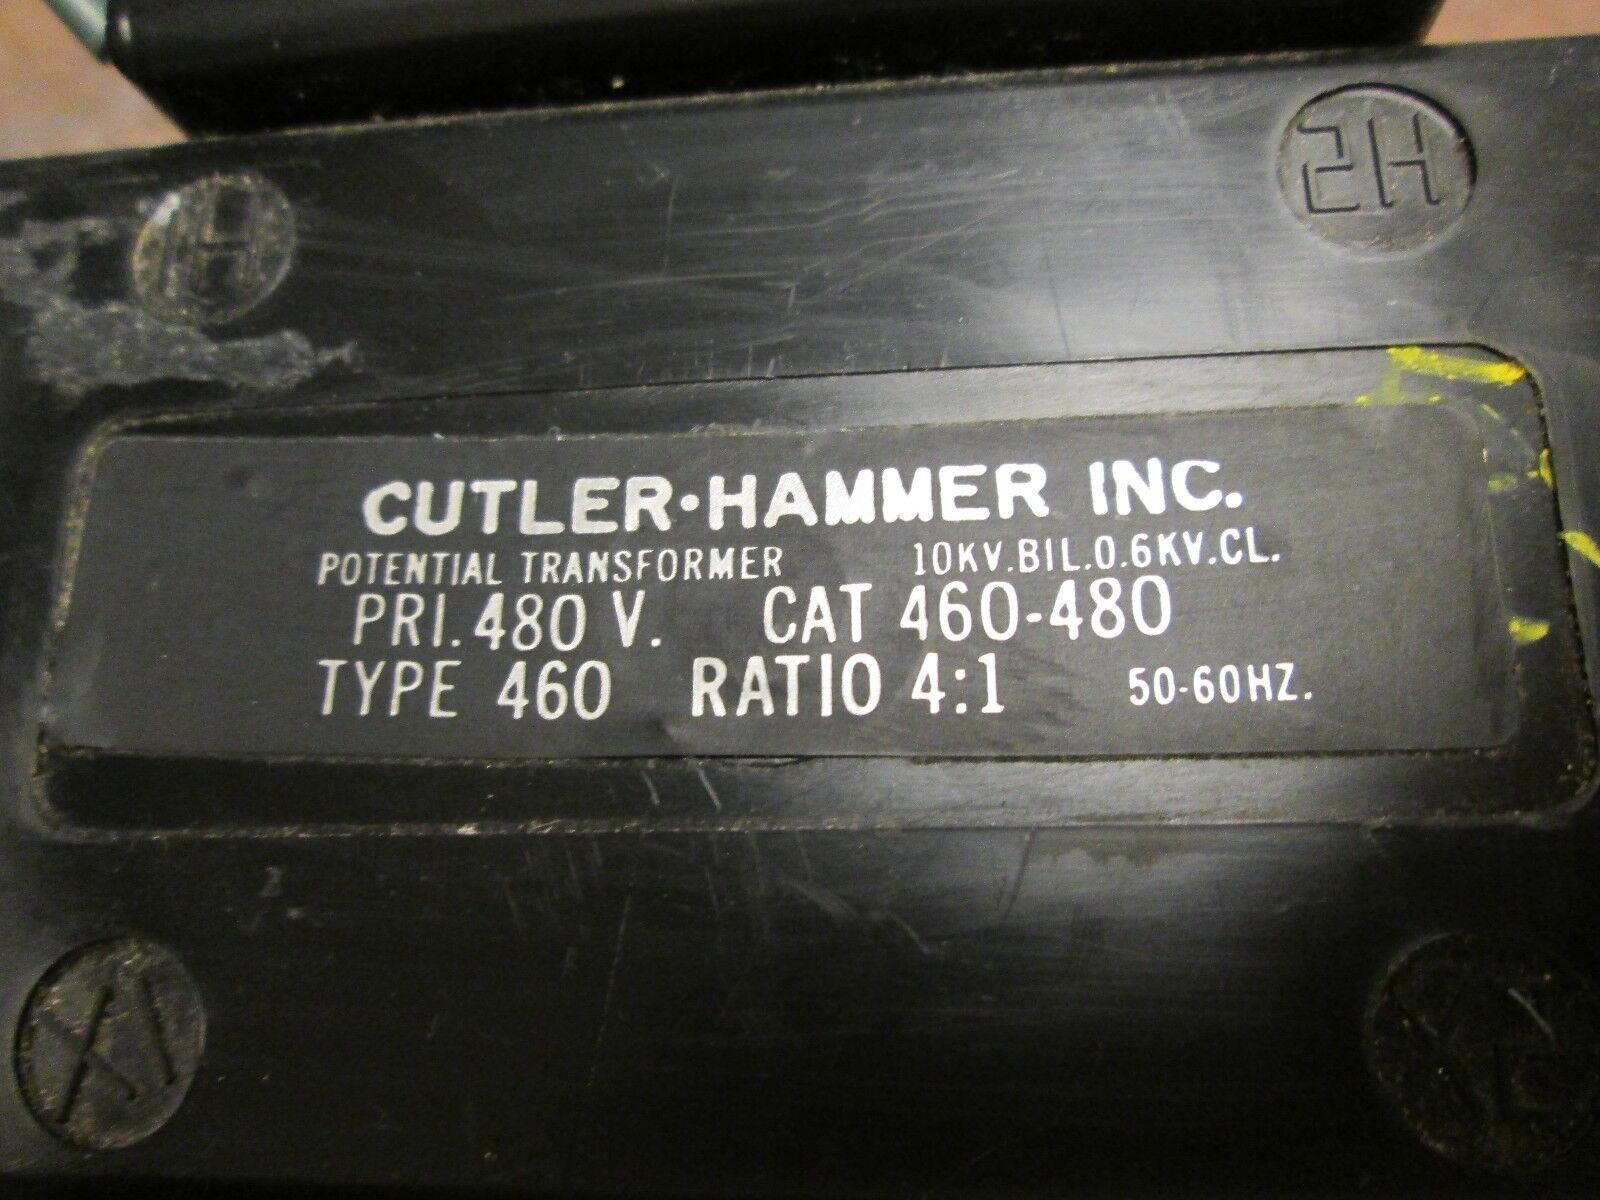 H1
H2
CUTLER·HAMMER INC.
POTENTIAL TRANSFORMER 10KV.BIL.0.6KV.CL.
PRI. 480 V. CAT 460-480
TYPE 460 RATIO 4:1 50-60HZ.
X1
X2